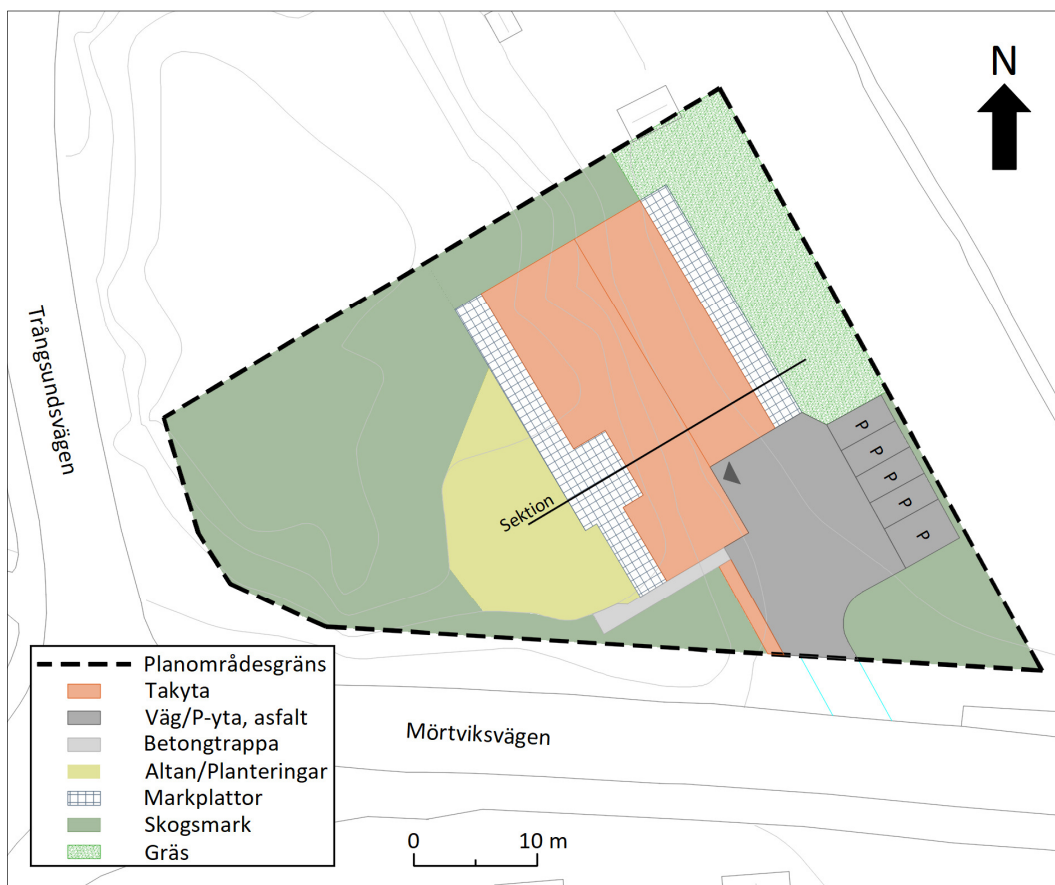 N
Trångsundsvägen
P
P
P
P
P
Sektion
Mörtviksvägen
Planområdesgräns
Takyta
Väg/P-yta, asfalt
Betongtrappa
Altan/Planteringar
Markplattor
Skogsmark
Gräs
0 10 m